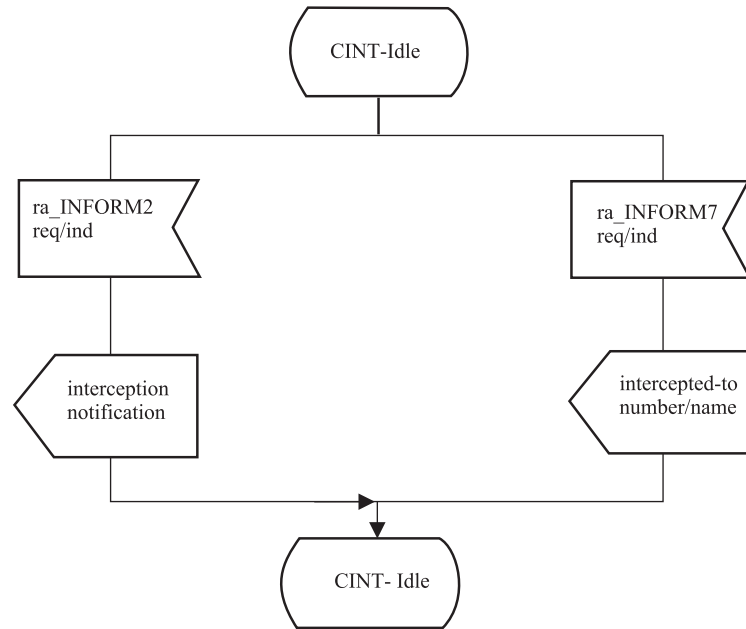 CINT-Idle
ra_INFORM2
req/ind
ra_INFORM7
req/ind
interception
notification
intercepted-to
number/name
CINT- Idle